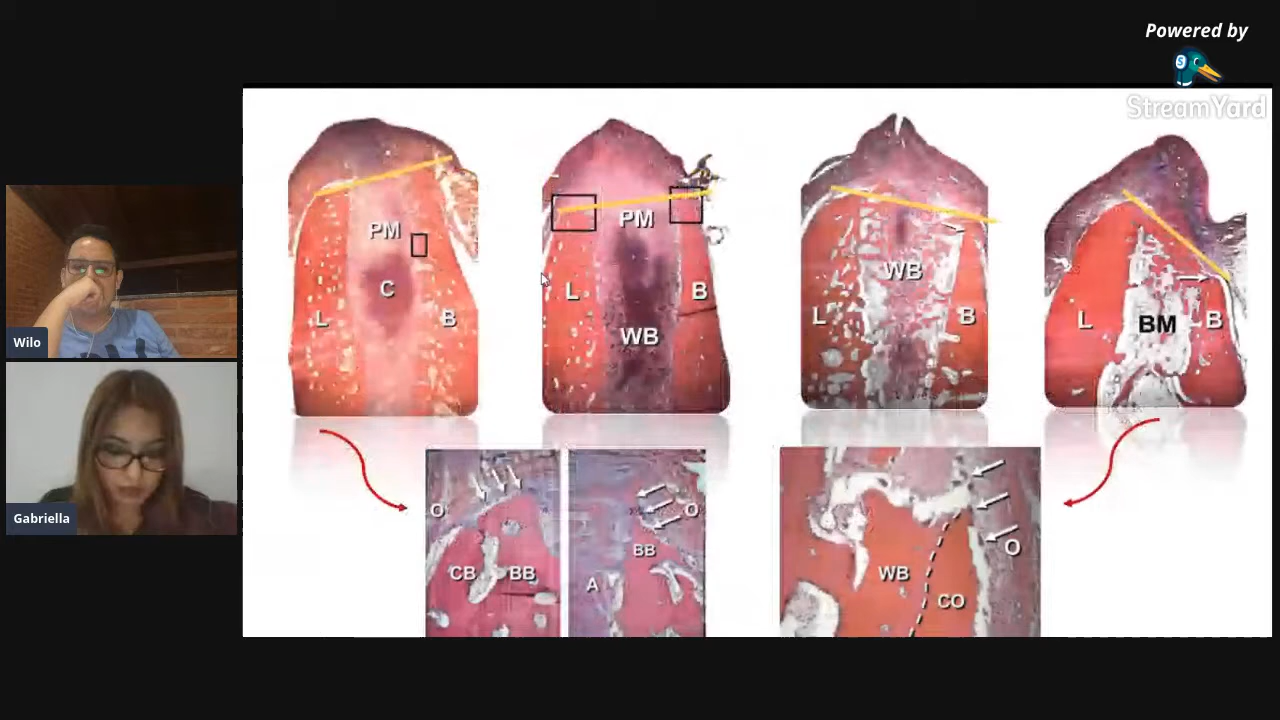 Powered by
S
StreamYard
PM
C
L
B
PM
L
B
WB
WB
L
B
L
BM
B
Wilo
O
CB
BB
O
BB
A
O
WB
CO
Gabriella